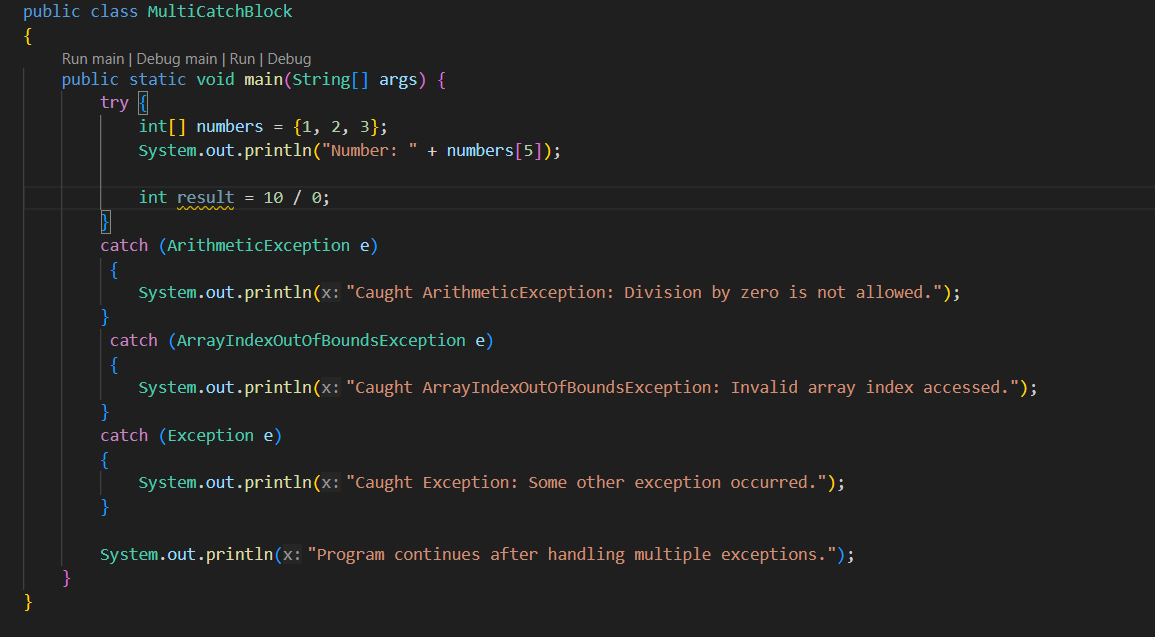 public class MultiCatchBlock
{
Run main | Debug main | Run | Debug
public static void main(String[] args) {
try {
int[] numbers = {1, 2, 3};
System.out.println("Number: " + numbers[5]);
int result = 10 / 0;
}
catch (ArithmeticException e)
{
System.out.println(x: "Caught ArithmeticException: Division by zero is not allowed.");
}
catch (ArrayIndexOutOfBoundsException e)
{
System.out.println(x: "Caught ArrayIndexOutOfBoundsException: Invalid array index accessed.");
}
catch (Exception e)
{
System.out.println(x: "Caught Exception: Some other exception occurred.");
}
System.out.println(x: "Program continues after handling multiple exceptions.");
}
}